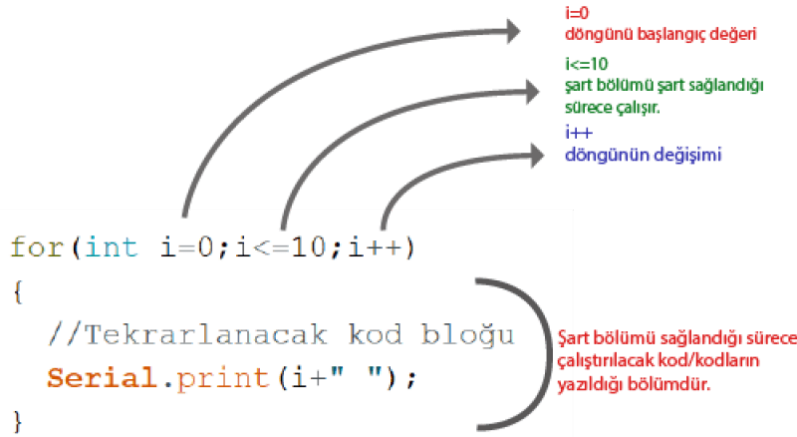 i=0
döngünü başlangıç değeri
i<=10
şart bölümü şart sağlandığı
sürece çalışır.
i++
döngünün değişimi
for(int i=0;i<=10;i++)
{
//Tekrarlanacak kod bloğu
Serial.print(i+" ");
}
Şart bölümü sağlandığı sürece
çalıştırılacak kod/kodların
yazıldığı bölümdür.